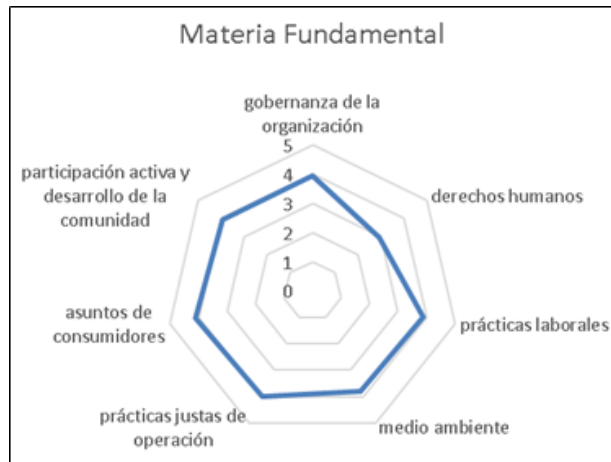 Materia Fundamental
gobernanza de la
organización
5
participación activa y
desarrollo de la
comunidad
4
derechos humanos
3
2
1
0
asuntos de
consumidores
prácticas laborales
prácticas justas de
operación
medio ambiente